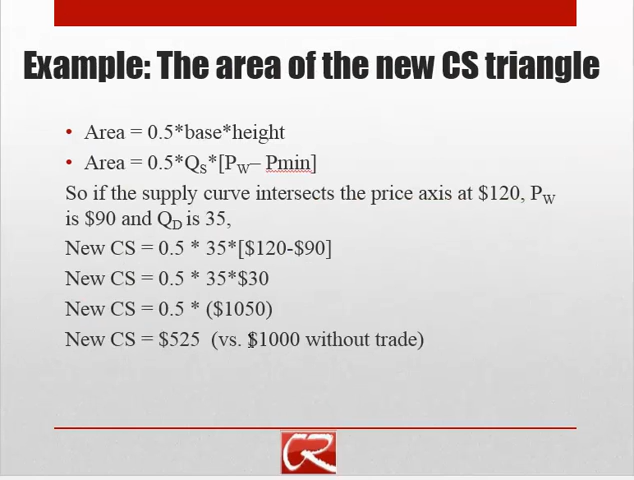 Example: The area of the new CS triangle
• Area = 0.5*base*height
• Area = 0.5*QS*[PW– Pmin]
So if the supply curve intersects the price axis at $120, PW
is $90 and QD is 35,
New CS = 0.5 * 35*[$120-$90]
New CS = 0.5 * 35*$30
New CS = 0.5 * ($1050)
New CS = $525 (vs. $1000 without trade)
CR